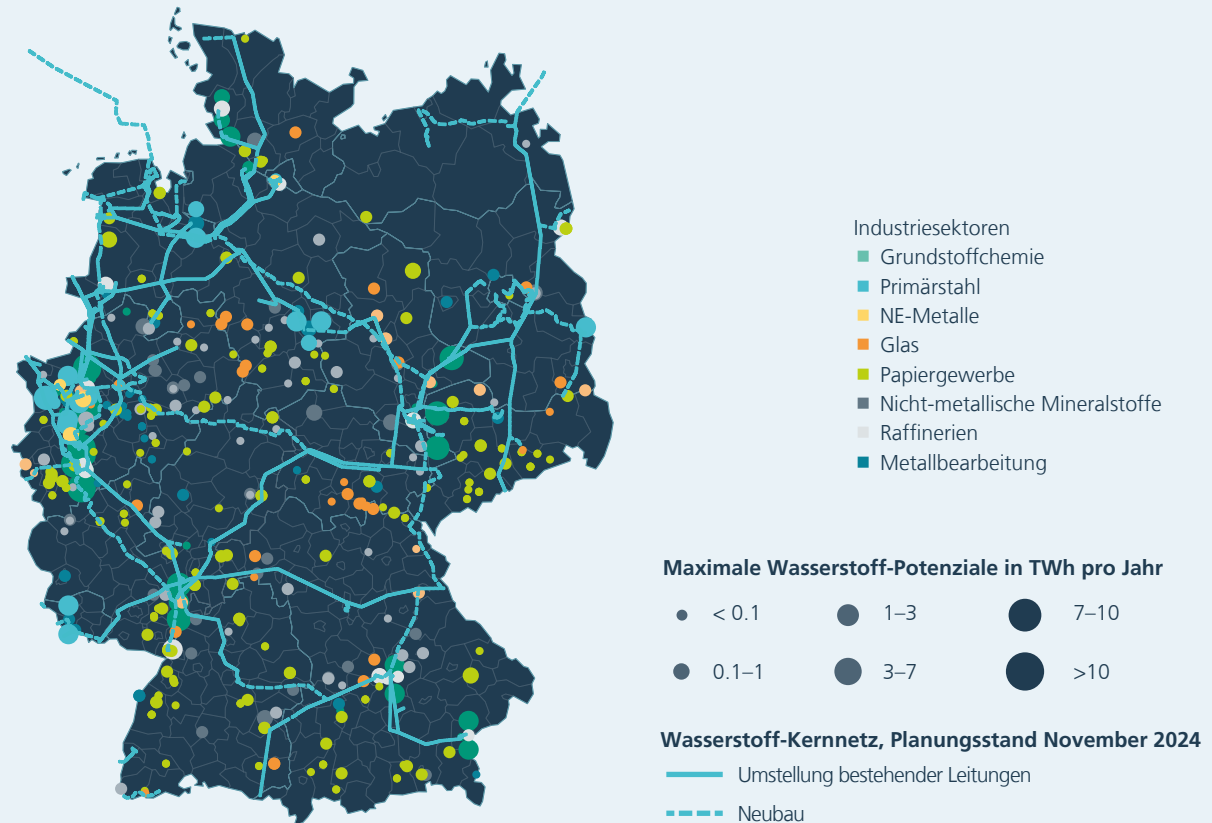 Industriesektoren
Grundstoffchemie
Primärstahl
NE-Metalle
Glas
Papiergewerbe
Nicht-metallische Mineralstoffe
Raffinerien
Metallbearbeitung
Maximale Wasserstoff-Potenziale in TWh pro Jahr
< 0.1 1–3 7–10
0.1–1 3–7 >10
Wasserstoff-Kernnetz, Planungsstand November 2024
Umstellung bestehender Leitungen
Neubau